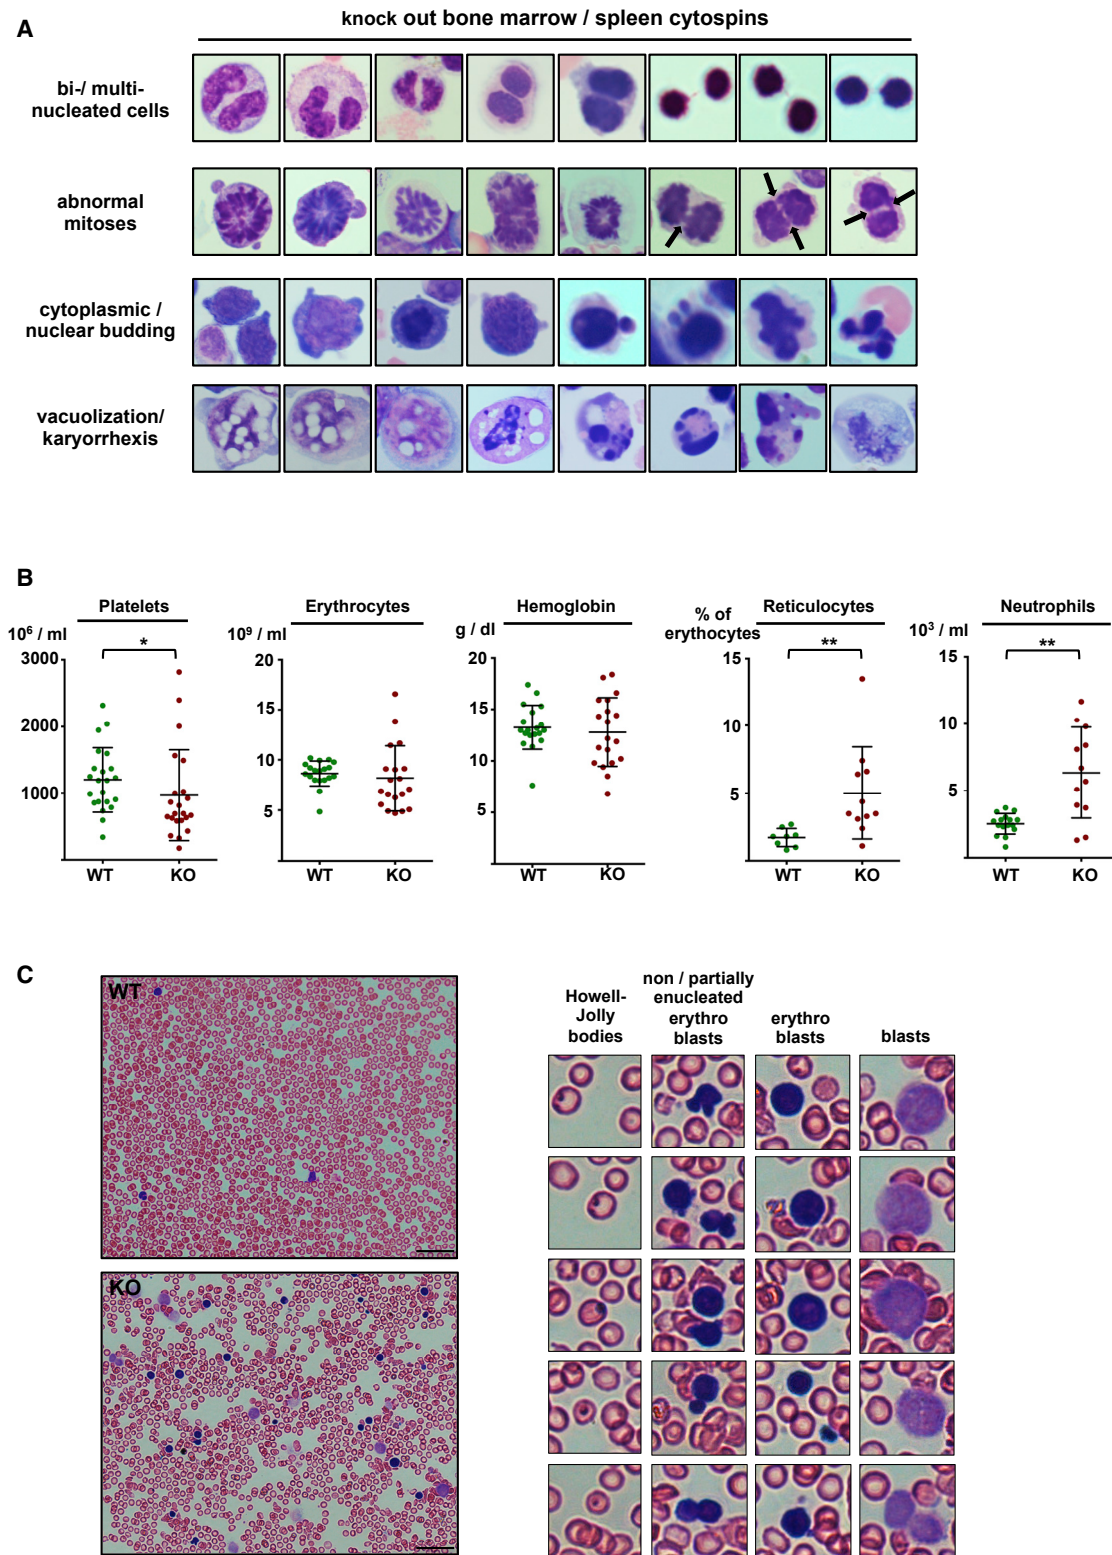 A
knock out bone marrow / spleen cytospins
bi-/ multi-
nucleated cells
abnormal
mitoses
cytoplasmic /
nuclear budding
vacuolization/
karyorrhexis
B
Platelets
10⁶ / ml
*
3000
2000
1000
WT
KO
Erythrocytes
10⁹ / ml
20
15
10
5
WT
KO
Hemoglobin
g / dl
20
15
10
5
WT
KO
Reticulocytes
% of
erythocytes
**
15
10
5
WT
KO
Neutrophils
10³ / ml
**
15
10
5
WT
KO
C
WT
KO
Howell-
Jolly
bodies
non / partially
enucleated
erythro
blasts
erythro
blasts
blasts